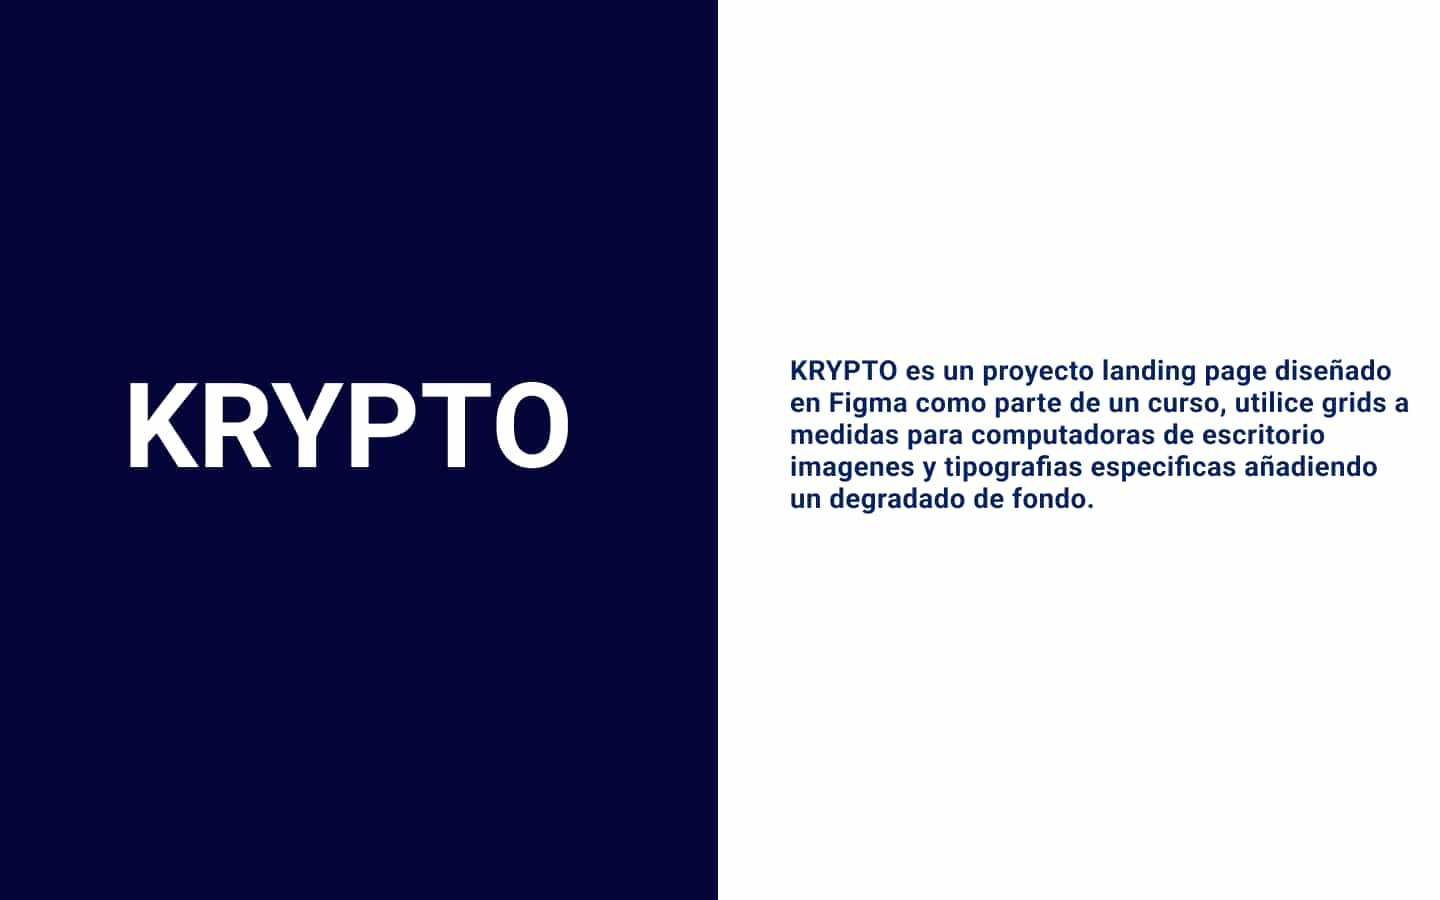 KRYPTO
KRYPTO es un proyecto landing page diseñado
en Figma como parte de un curso, utilice grids a
medidas para computadoras de escritorio
imagenes y tipografias especificas añadiendo
un degradado de fondo.